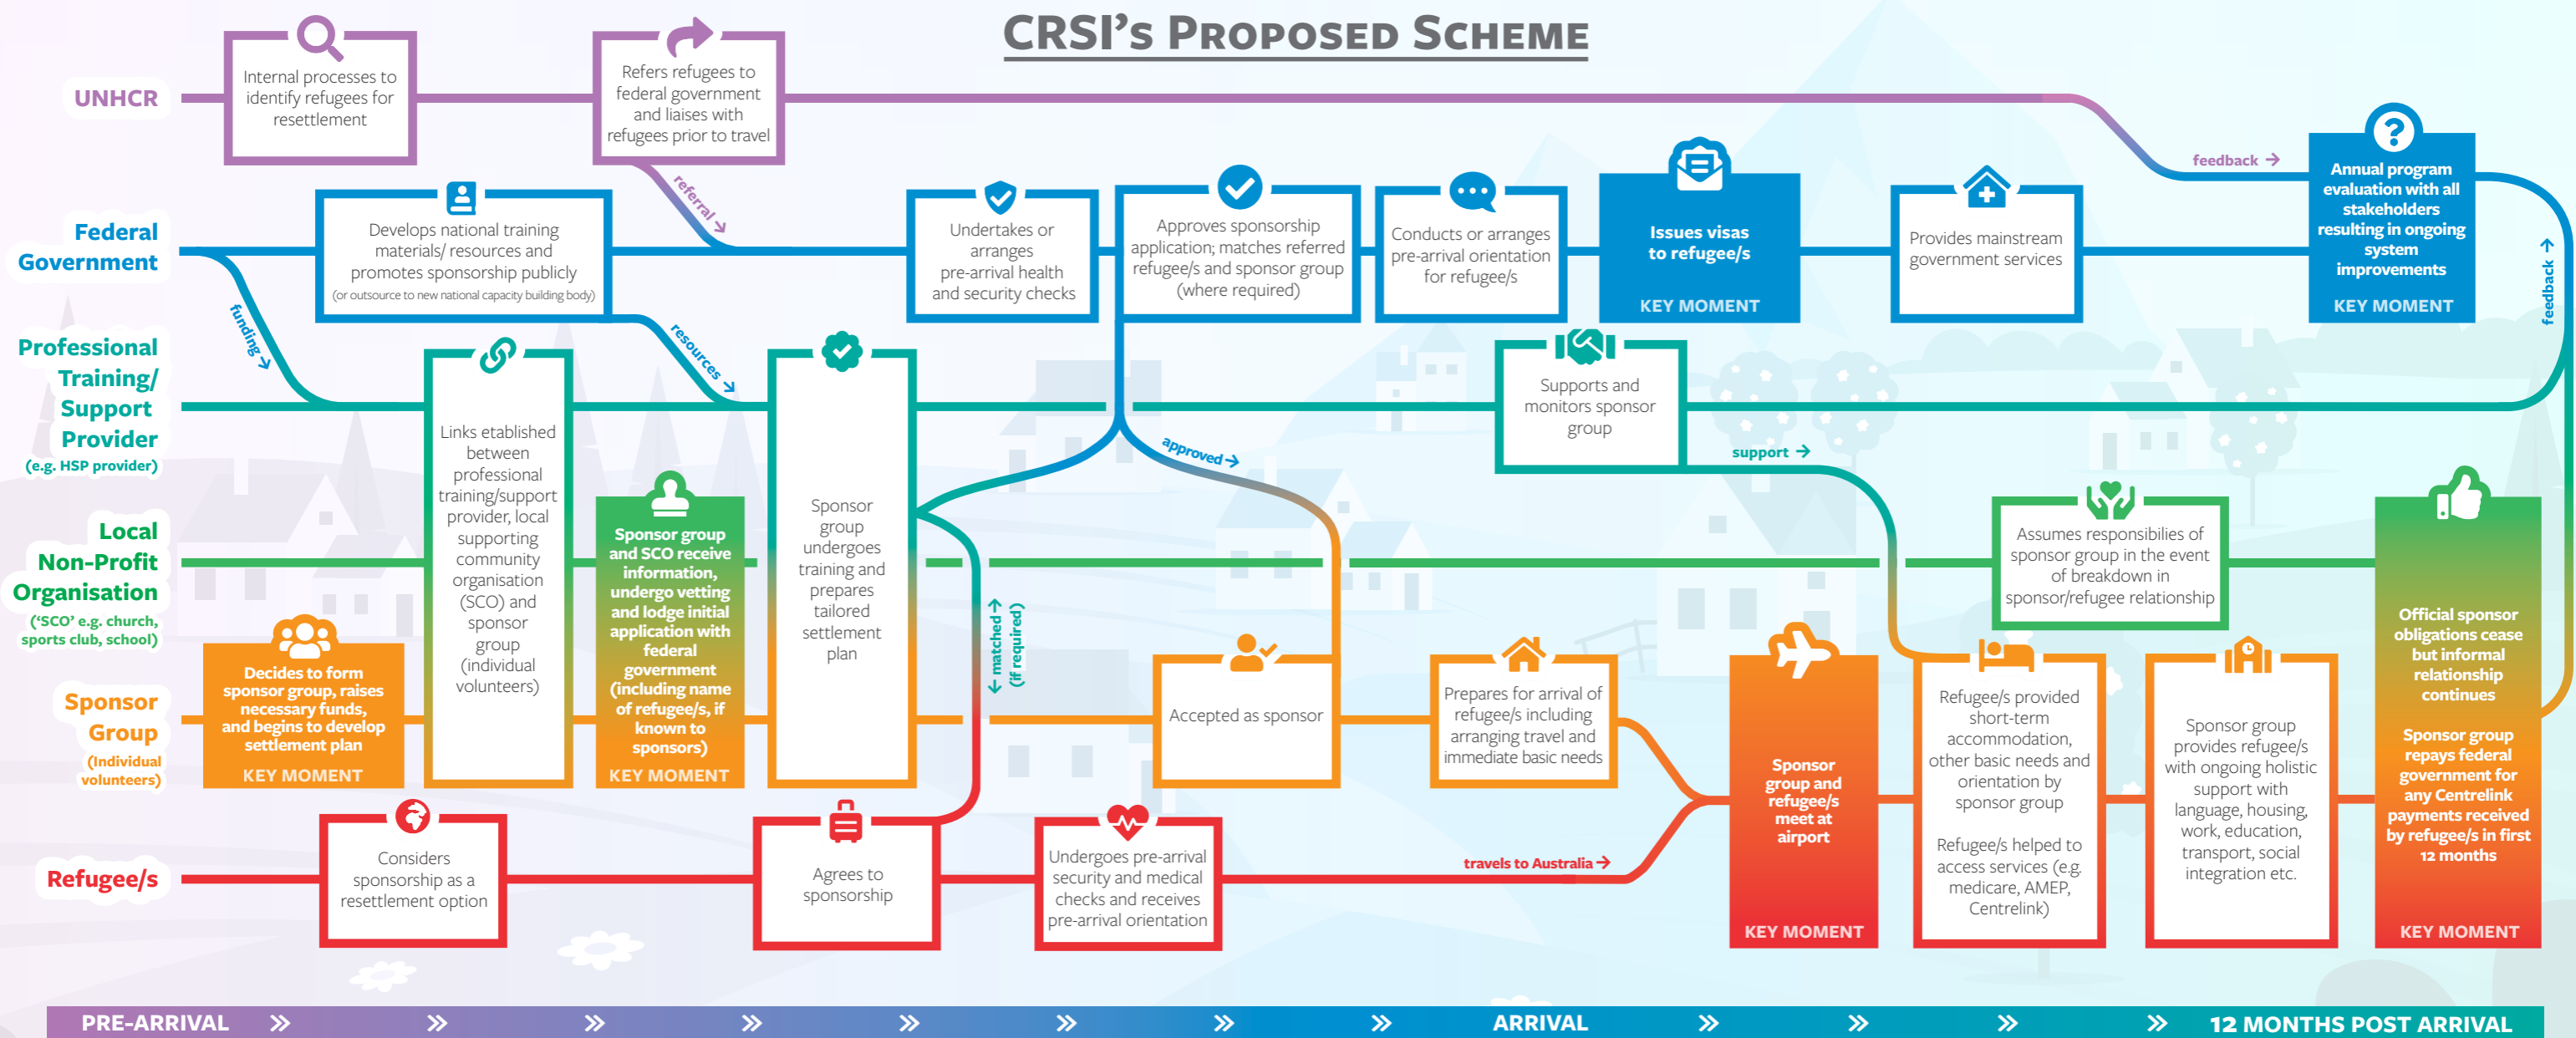 CRSI's Proposed Scheme
UNHCR
Internal processes to
identify refugees for
resettlement
Refers refugees to
federal government
and liaises with
refugees prior to travel
referral →
feedback →
Federal
Government
Develops national training
materials/ resources and
promotes sponsorship publicly
(or outsource to new national capacity building body)
Undertakes or
arranges
pre-arrival health
and security checks
Approves sponsorship
application; matches referred
refugee/s and sponsor group
(where required)
Conducts or arranges
pre-arrival orientation
for refugee/s
Issues visas
to refugee/s
KEY MOMENT
Provides mainstream
government services
Annual program
evaluation with all
stakeholders
resulting in ongoing
system
improvements
KEY MOMENT
feedback →
funding →
resources →
Professional
Training/
Support
Provider
(e.g. HSP provider)
Links etablished
between
professional
training/support
provider, local
supporting
community
organisation
(SCO) and
sponsor
group
(individual
volunteers)
Sponsor
group
undergoes
training and
prepares
tailored
settlement
plan
approved →
Supports and
monitors sponsor
group
support →
Local
Non-Profit
Organisation
('SCO' e.g. church,
sports club, school)
Sponsor group
and SCO receive
information,
undergo vetting
and lodge initial
application with
federal
government
(including name
of refugee/s, if
known to
sponsors)
KEY MOMENT
← matched →
(if required)
Assumes responsibilies of
sponsor group in the event
of breakdown in
sponsor/refugee relationship
Official sponsor
obligations cease
but informal
relationship
continues
Sponsor group
repays federal
government for
any Centrelink
payments received
by refugee/s in first
12 months
KEY MOMENT
Sponsor
Group
(Individual
volunteers)
Decides to form
sponsor group, raises
necessary funds,
and begins to develop
settlement plan
KEY MOMENT
Accepted as sponsor
Prepares for arrival of
refugee/s including
arranging travel and
immediate basic needs
Sponsor
group and
refugee/s
meet at
airport
KEY MOMENT
Refugee/s provided
short-term
accommodation,
other basic needs and
orientation by
sponsor group
Refugee/s helped to
access services (e.g.
medicare, AMEP,
Centrelink)
Sponsor group
provides refugee/s
with ongoing holistic
support with
language, housing,
work, education,
transport, social
integration etc.
Refugee/s
Considers
sponsorship as a
resettlement option
Agrees to
sponsorship
Undergoes pre-arrival
security and medical
checks and receives
pre-arrival orientation
travels to Australia →
PRE-ARRIVAL
ARRIVAL
12 MONTHS POST ARRIVAL